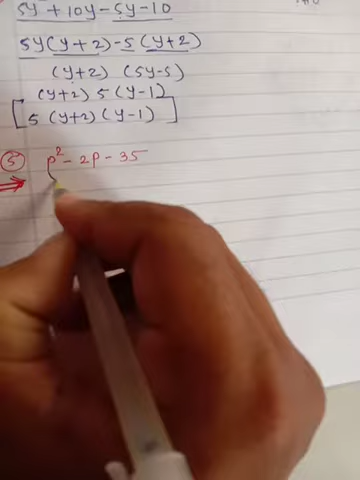 5y² + 10y - 5y - 10
5y(y + 2) - 5 (y+2)
(y+2) (5y-5)
(y+2) 5 (y-1)
[5 (y+2) (y-1)]
⑤ p² - 2p - 35